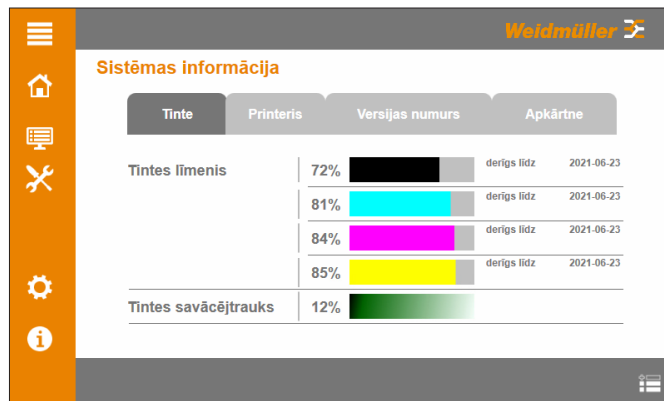 Weidmüller
Sistēmas informācija
Tinte Printeris Versijas numurs Apkārtne
Tintes līmenis 72% derīgs līdz 2021-06-23
81% derīgs līdz 2021-06-23
84% derīgs līdz 2021-06-23
85% derīgs līdz 2021-06-23
Tintes savācējtrauks 12%